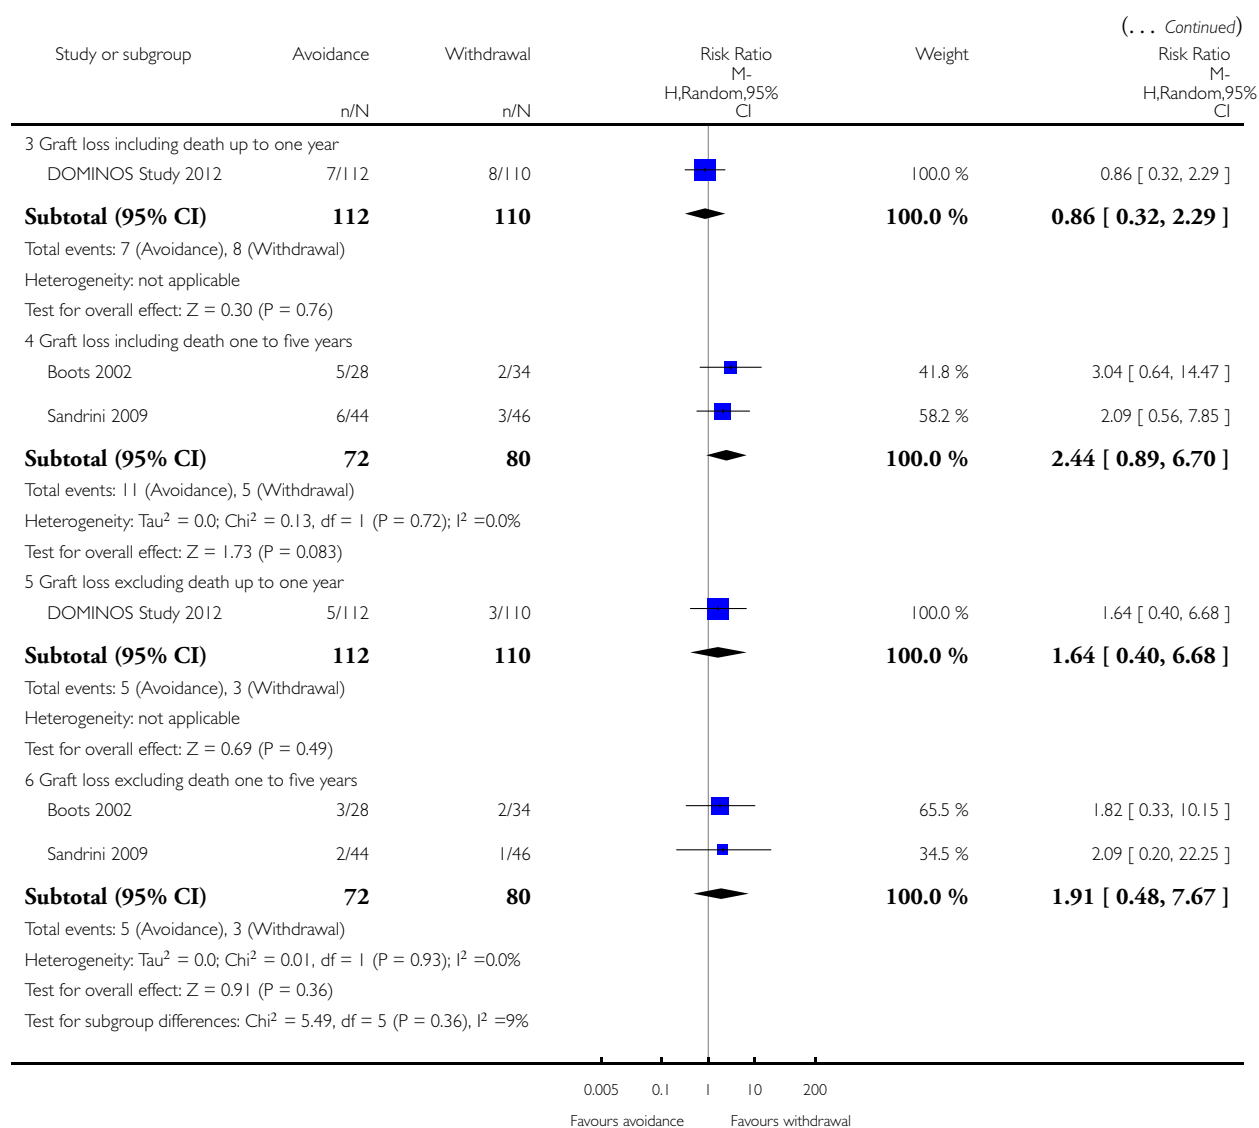 (... Continued)
Study or subgroup Avoidance Withdrawal Risk Ratio Weight Risk Ratio
M- M-
H,Random,95% H,Random,95%
n/N n/N CI CI
3 Graft loss including death up to one year
DOMINOS Study 2012 7/112 8/110 100.0 % 0.86 [ 0.32, 2.29 ]
Subtotal (95% CI) 112 110 100.0 % 0.86 [ 0.32, 2.29 ]
Total events: 7 (Avoidance), 8 (Withdrawal)
Heterogeneity: not applicable
Test for overall effect: Z = 0.30 (P = 0.76)
4 Graft loss including death one to five years
Boots 2002 5/28 2/34 41.8 % 3.04 [ 0.64, 14.47 ]
Sandrini 2009 6/44 3/46 58.2 % 2.09 [ 0.56, 7.85 ]
Subtotal (95% CI) 72 80 100.0 % 2.44 [ 0.89, 6.70 ]
Total events: 11 (Avoidance), 5 (Withdrawal)
Heterogeneity: Tau² = 0.0; Chi² = 0.13, df = 1 (P = 0.72); I² =0.0%
Test for overall effect: Z = 1.73 (P = 0.083)
5 Graft loss excluding death up to one year
DOMINOS Study 2012 5/112 3/110 100.0 % 1.64 [ 0.40, 6.68 ]
Subtotal (95% CI) 112 110 100.0 % 1.64 [ 0.40, 6.68 ]
Total events: 5 (Avoidance), 3 (Withdrawal)
Heterogeneity: not applicable
Test for overall effect: Z = 0.69 (P = 0.49)
6 Graft loss excluding death one to five years
Boots 2002 3/28 2/34 65.5 % 1.82 [ 0.33, 10.15 ]
Sandrini 2009 2/44 1/46 34.5 % 2.09 [ 0.20, 22.25 ]
Subtotal (95% CI) 72 80 100.0 % 1.91 [ 0.48, 7.67 ]
Total events: 5 (Avoidance), 3 (Withdrawal)
Heterogeneity: Tau² = 0.0; Chi² = 0.01, df = 1 (P = 0.93); I² =0.0%
Test for overall effect: Z = 0.91 (P = 0.36)
Test for subgroup differences: Chi² = 5.49, df = 5 (P = 0.36), I² =9%
0.005 0.1 1 10 200
Favours avoidance Favours withdrawal